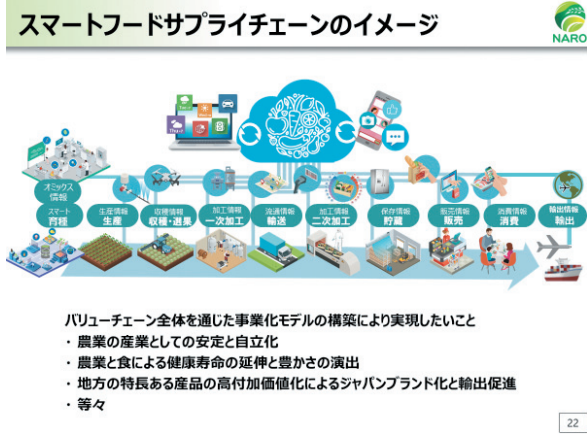 スマートフードサプライチェーンのイメージ
NARO
オミックス
情報
スマート
育種
生産情報
生産
収穫情報
収穫・選果
加工情報
一次加工
流通情報
輸送
加工情報
二次加工
保存情報
貯蔵
販売情報
販売
消費情報
消費
輸出情報
輸出
バリューチェーン全体を通じた事業化モデルの構築により実現したいこと
・ 農業の産業としての安定と自立化
・ 農業と食による健康寿命の延伸と豊かさの演出
・ 地方の特長ある産品の高付加価値化によるジャパンブランド化と輸出促進
・ 等々
22